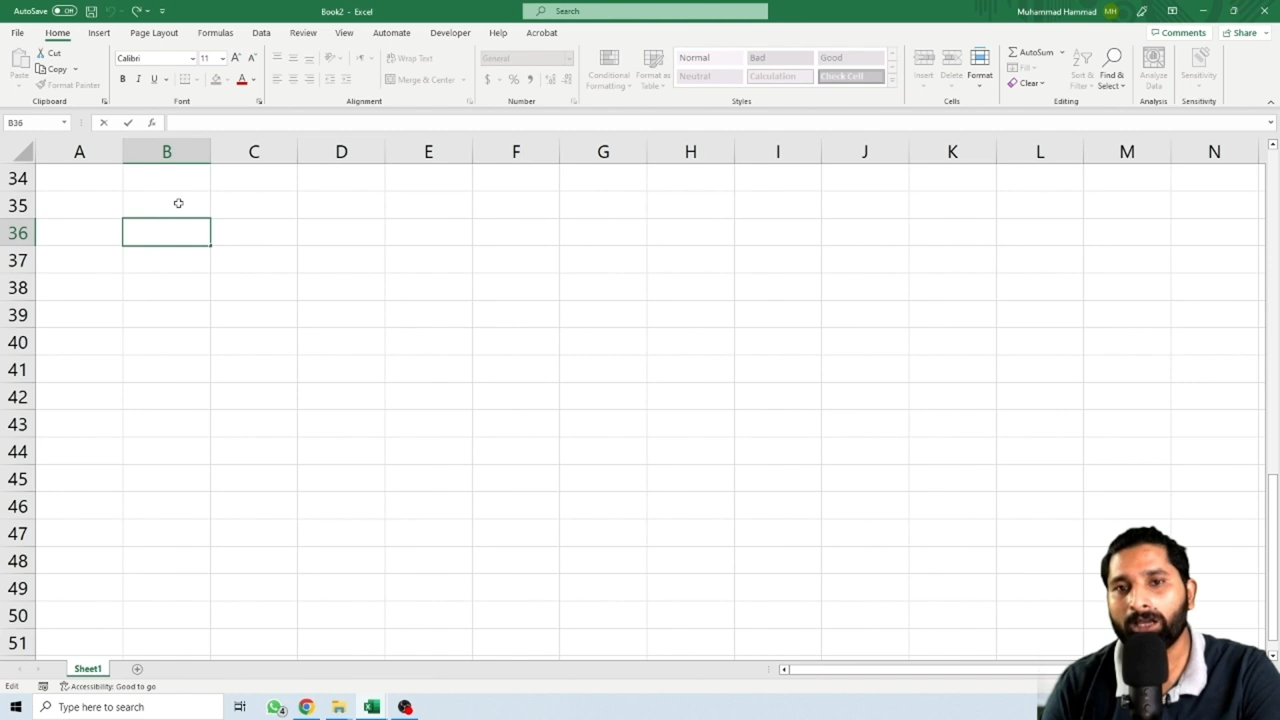 AutoSave Off Book2 - Excel Search Muhammad Hammad MH
File Home Insert Page Layout Formulas Data Review View Automate Developer Help Acrobat Comments Share
Paste Cut Copy Format Painter Clipboard
Calibri 11 A A B I U A Font
Wrap Text Merge & Center Alignment
General $ % , Number
Conditional Formatting Format as Table Normal Bad Good Neutral Calculation Check Cell Styles
Insert Delete Format Cells
AutoSum Fill Clear Sort & Filter Find & Select Editing
Analyze Data Analysis
Sensitivity Sensitivity
B36 fx
A B C D E F G H I J K L M N
34
35
36
37
38
39
40
41
42
43
44
45
46
47
48
49
50
51
Sheet1
Edit Accessibility: Good to go
Type here to search 4